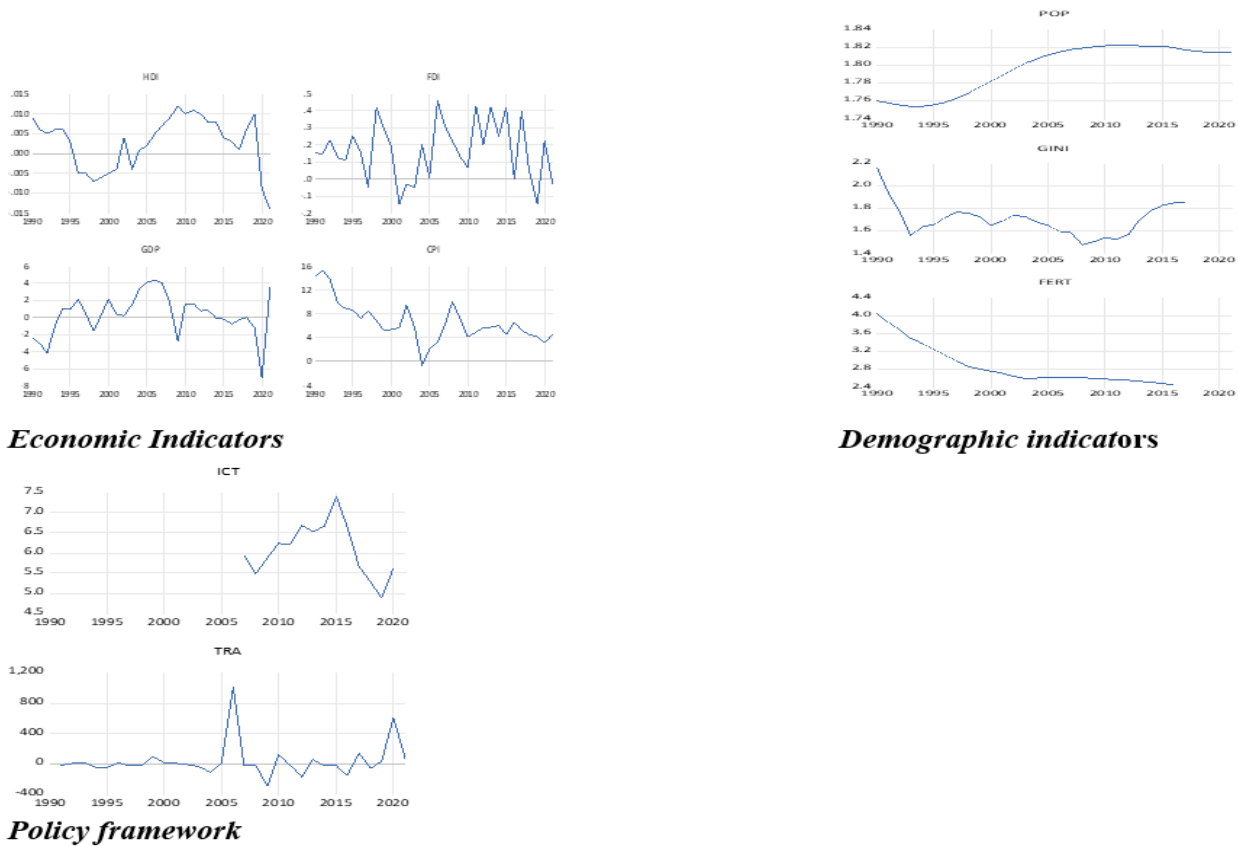 POP
1.84
1.82
1.80
1.78
1.76
1.74
1990 1995 2000 2005 2010 2015 2020
HDI
.015
.010
.005
.000
.005
.010
.015
1990 1995 2000 2005 2010 2015 2020
FDI
.5
.4
.3
.2
.1
.0
.1
.2
1990 1995 2000 2005 2010 2015 2020
GINI
2.2
2.0
1.8
1.6
1.4
1990 1995 2000 2005 2010 2015 2020
GDP
6
4
2
0
2
4
6
8
1990 1995 2000 2005 2010 2015 2020
CPI
16
12
8
4
0
4
1990 1995 2000 2005 2010 2015 2020
FERT
4.4
4.0
3.6
3.2
2.8
2.4
1990 1995 2000 2005 2010 2015 2020
Economic Indicators
Demographic indicators
ICT
7.5
7.0
6.5
6.0
5.5
5.0
4.5
1990 1995 2000 2005 2010 2015 2020
TRA
1,200
800
400
0
-400
1990 1995 2000 2005 2010 2015 2020
Policy framework